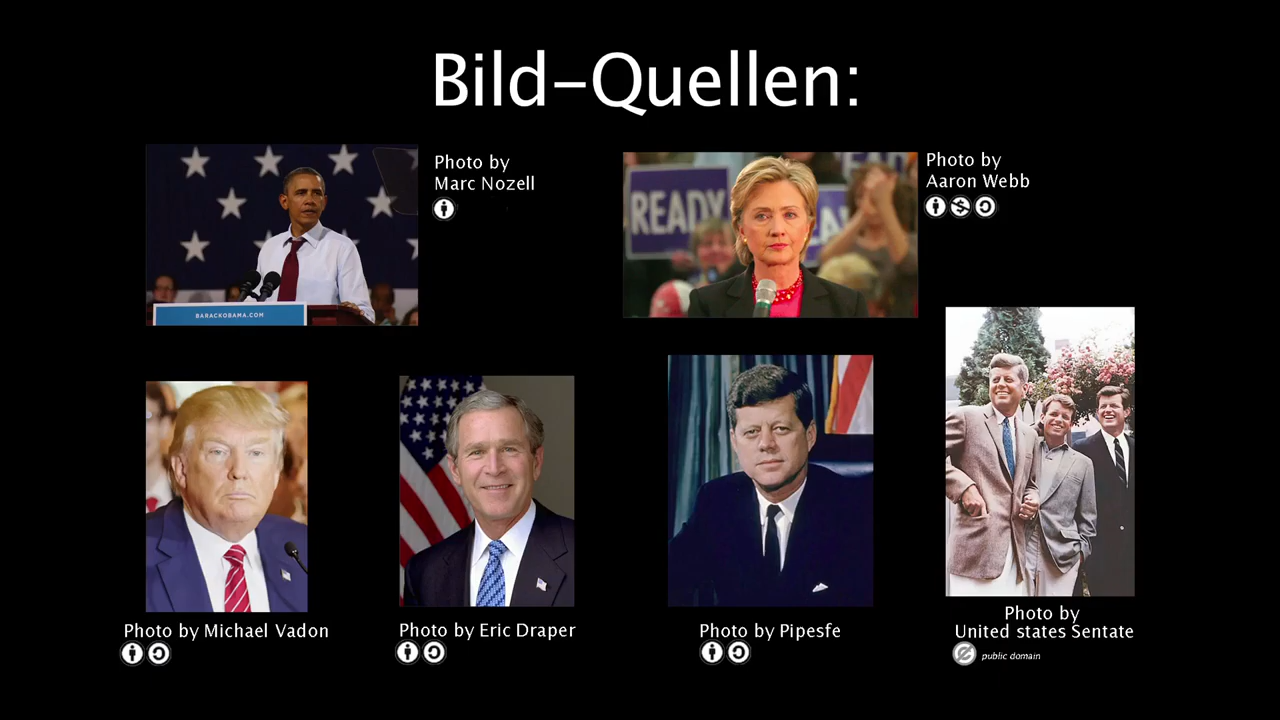 Bild-Quellen:
Photo by
Marc Nozell
Photo by
Aaron Webb
READY
BARACKOBAMA.COM
Photo by Michael Vadon
Photo by Eric Draper
Photo by Pipesfe
Photo by
United states Sentate
public domain